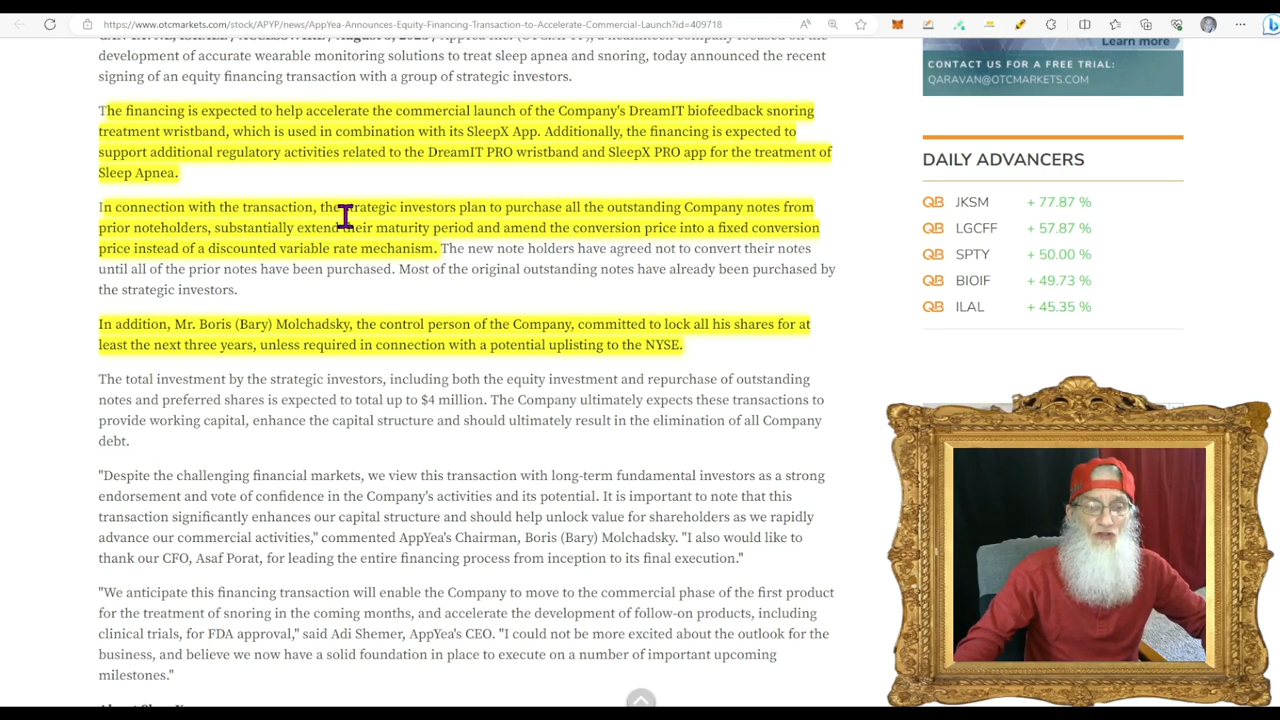 https://www.otcmarkets.com/stock/APYP/news/AppYea-Announces-Equity-Financing-Transaction-to-Accelerate-Commercial-Launch?id=409718
development of accurate wearable monitoring solutions to treat sleep apnea and snoring, today announced the recent
signing of an equity financing transaction with a group of strategic investors.
The financing is expected to help accelerate the commercial launch of the Company's DreamIT biofeedback snoring
treatment wristband, which is used in combination with its SleepX App. Additionally, the financing is expected to
support additional regulatory activities related to the DreamIT PRO wristband and SleepX PRO app for the treatment of
Sleep Apnea.
In connection with the transaction, the strategic investors plan to purchase all the outstanding Company notes from
prior noteholders, substantially extend their maturity period and amend the conversion price into a fixed conversion
price instead of a discounted variable rate mechanism. The new note holders have agreed not to convert their notes
until all of the prior notes have been purchased. Most of the original outstanding notes have already been purchased by
the strategic investors.
In addition, Mr. Boris (Bary) Molchadsky, the control person of the Company, committed to lock all his shares for at
least the next three years, unless required in connection with a potential uplisting to the NYSE.
The total investment by the strategic investors, including both the equity investment and repurchase of outstanding
notes and preferred shares is expected to total up to $4 million. The Company ultimately expects these transactions to
provide working capital, enhance the capital structure and should ultimately result in the elimination of all Company
debt.
"Despite the challenging financial markets, we view this transaction with long-term fundamental investors as a strong
endorsement and vote of confidence in the Company's activities and its potential. It is important to note that this
transaction significantly enhances our capital structure and should help unlock value for shareholders as we rapidly
advance our commercial activities," commented AppYea's Chairman, Boris (Bary) Molchadsky. "I also would like to
thank our CFO, Asaf Porat, for leading the entire financing process from inception to its final execution."
"We anticipate this financing transaction will enable the Company to move to the commercial phase of the first product
for the treatment of snoring in the coming months, and accelerate the development of follow-on products, including
clinical trials, for FDA approval," said Adi Shemer, AppYea's CEO. "I could not be more excited about the outlook for the
business, and believe we now have a solid foundation in place to execute on a number of important upcoming
milestones."
Learn more
CONTACT US FOR A FREE TRIAL:
QARAVAN@OTCMARKETS.COM
DAILY ADVANCERS
QB JKSM + 77.87 %
QB LGCFF + 57.87 %
QB SPTY + 50.00 %
QB BIOIF + 49.73 %
QB ILAL + 45.35 %